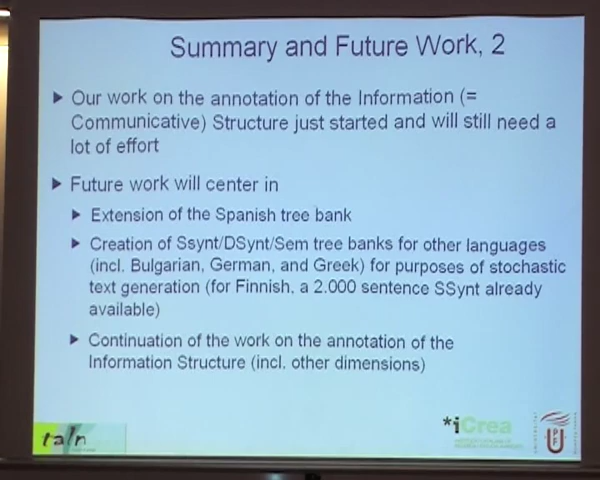 Summary and Future Work, 2
Our work on the annotation of the Information (=
Communicative) Structure just started and will still need a
lot of effort
Future work will center in
Extension of the Spanish tree bank
Creation of Ssynt/DSynt/Sem tree banks for other languages
(incl. Bulgarian, German, and Greek) for purposes of stochastic
text generation (for Finnish, a 2.000 sentence SSynt already
available)
Continuation of the work on the annotation of the
Information Structure (incl. other dimensions)
taln
*iCrea
UPF